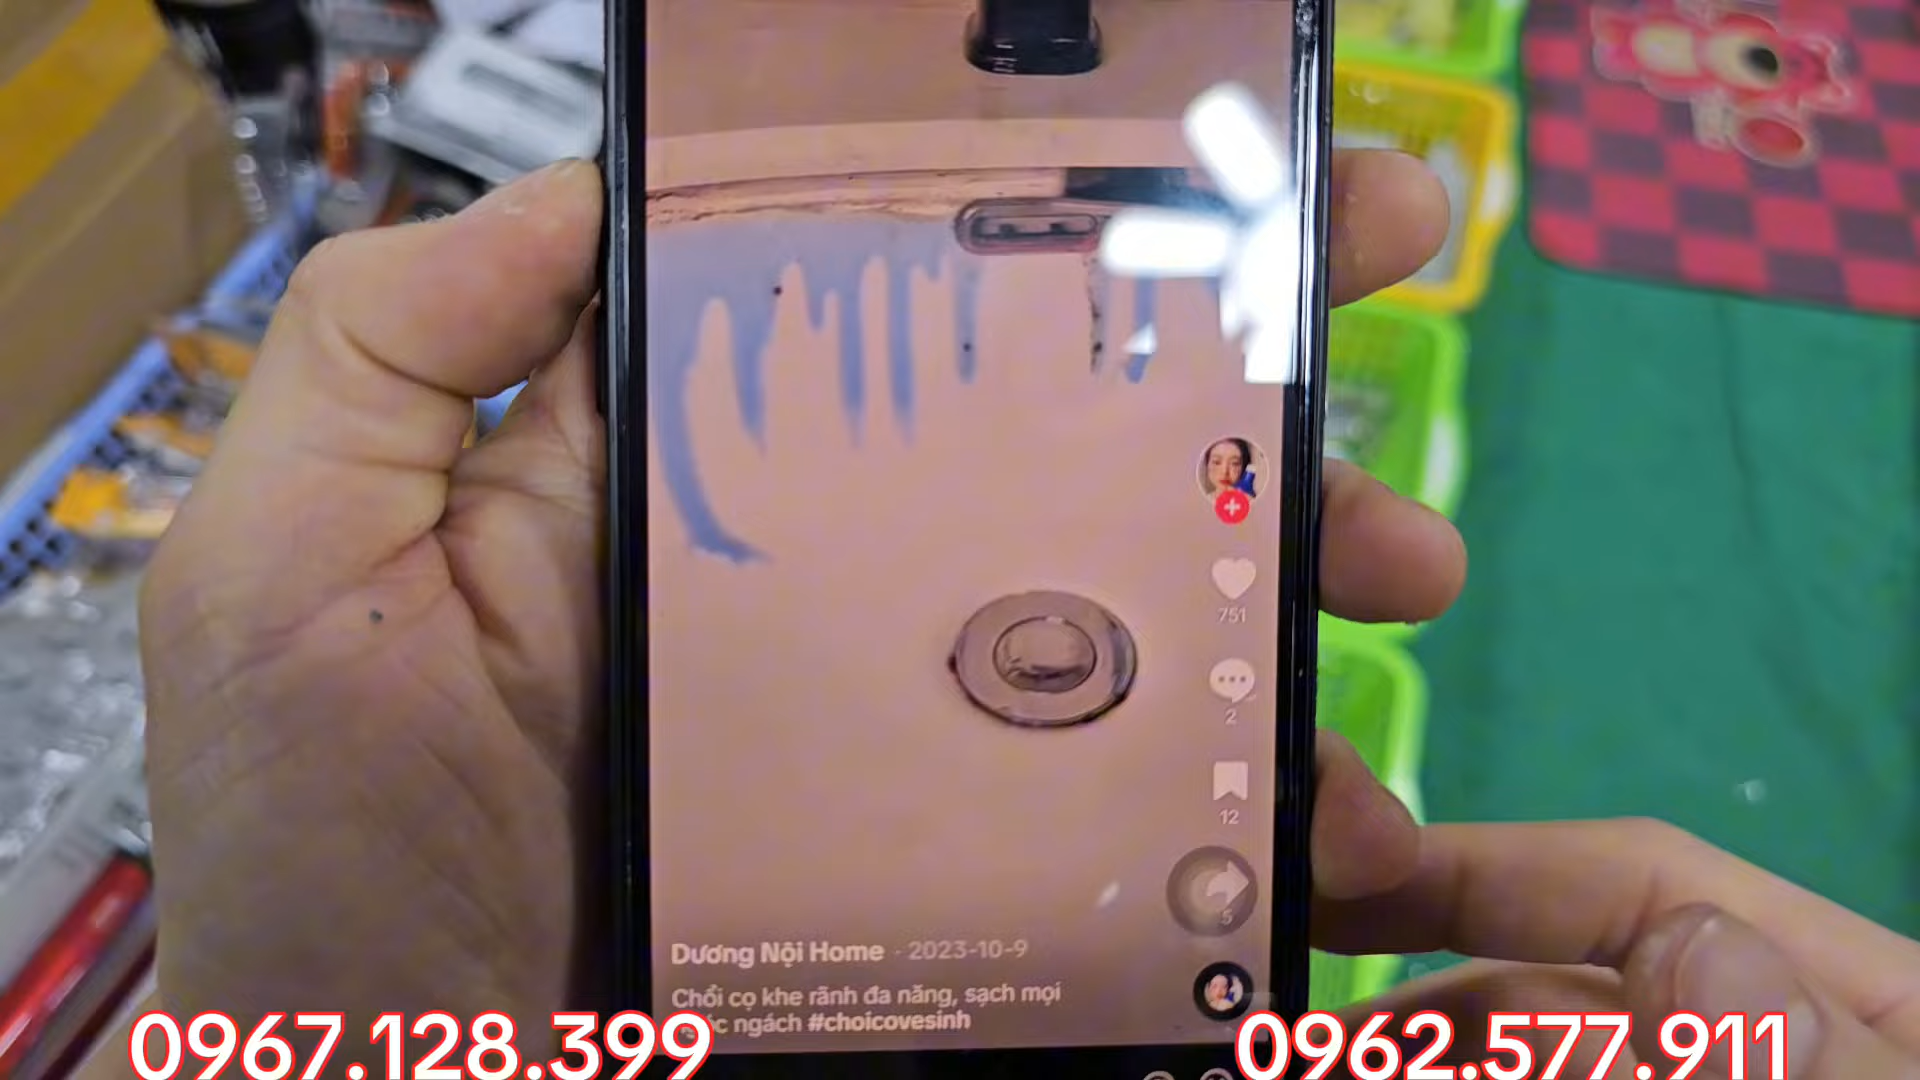 751
2
12
5
Dương Nội Home · 2023-10-9
Chổi cọ khe rãnh đa năng, sạch mọi
ngách #choicovesinh
0967.128.399
0962.577.911